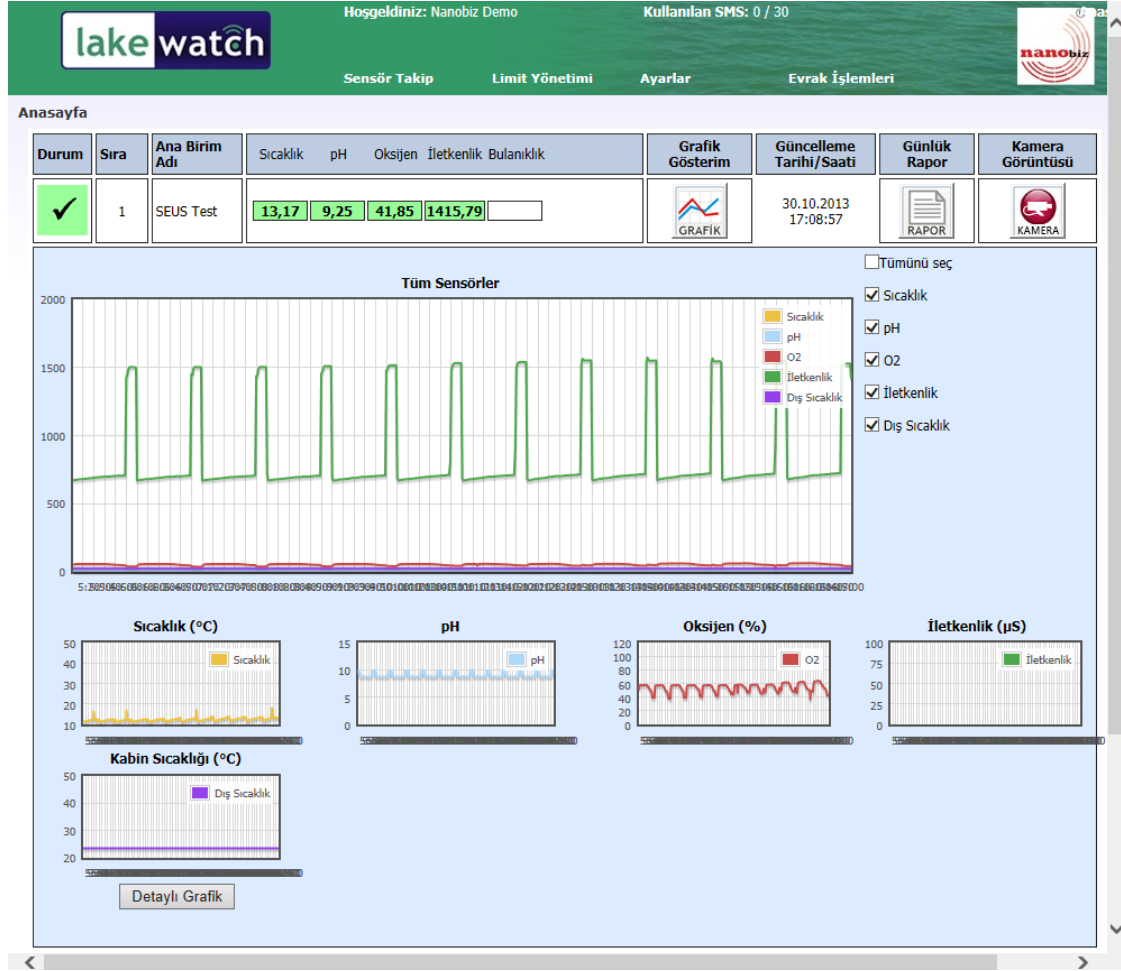 lake watch
Hoşgeldiniz: Nanobiz Demo
Kullanılan SMS: 0 / 30
nanobiz
Sensör Takip
Limit Yönetimi
Ayarlar
Evrak İşlemleri
Anasayfa
Durum
Sıra
Ana Birim
Adı
Sıcaklık pH Oksijen İletkenlik Bulanıklık
Grafik
Gösterim
Güncelleme
Tarihi/Saati
Günlük
Rapor
Kamera
Görüntüsü
1
SEUS Test
13,17 9,25 41,85 1415,79
GRAFİK
30.10.2013
17:08:57
RAPOR
KAMERA
Tüm Sensörler
2000
1500
1000
500
0
Sıcaklık
pH
O2
İletkenlik
Dış Sıcaklık
Tümünü seç
Sıcaklık
pH
O2
İletkenlik
Dış Sıcaklık
Sıcaklık (°C)
50
40
30
20
10
Sıcaklık
pH
15
10
5
0
pH
Oksijen (%)
120
100
80
60
40
20
0
O2
İletkenlik (µS)
100
75
50
25
0
İletkenlik
Kabin Sıcaklığı (°C)
50
40
30
20
Dış Sıcaklık
Detaylı Grafik